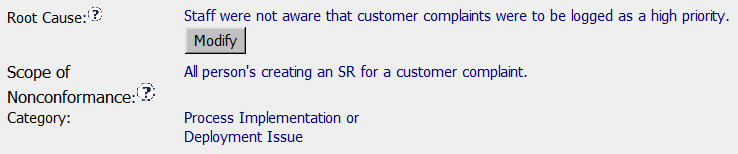 Root Cause:? Staff were not aware that customer complaints were to be logged as a high priority.
Modify
Scope of All person's creating an SR for a customer complaint.
Nonconformance:?
Category: Process Implementation or
Deployment Issue